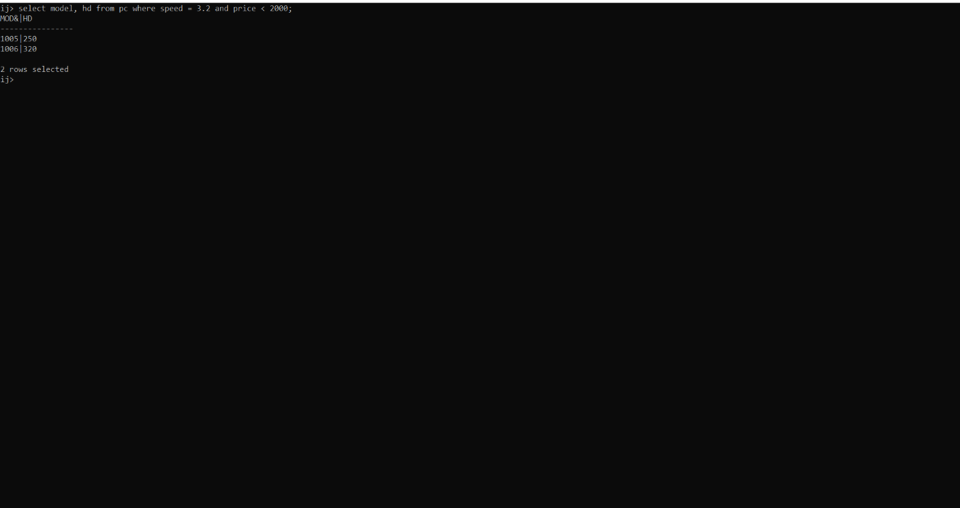 ij> select model, hd from pc where speed = 3.2 and price < 2000;
MOD&|HD
----------------
1005|250
1006|320
2 rows selected
ij>